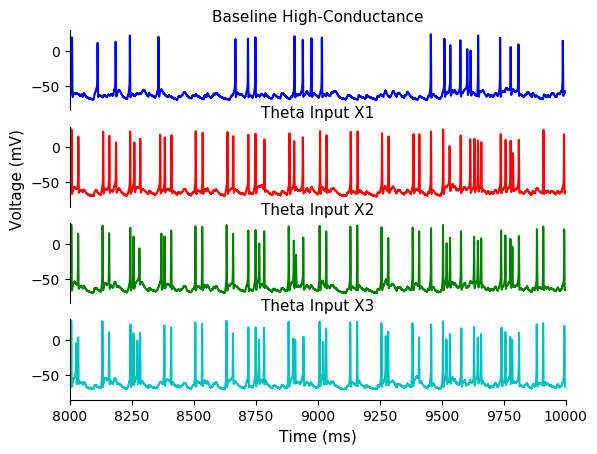 Baseline High-Conductance
0
−50
Theta Input X1
0
−50
Theta Input X2
0
−50
Theta Input X3
0
−50
Voltage (mV)
8000 8250 8500 8750 9000 9250 9500 9750 10000
Time (ms)